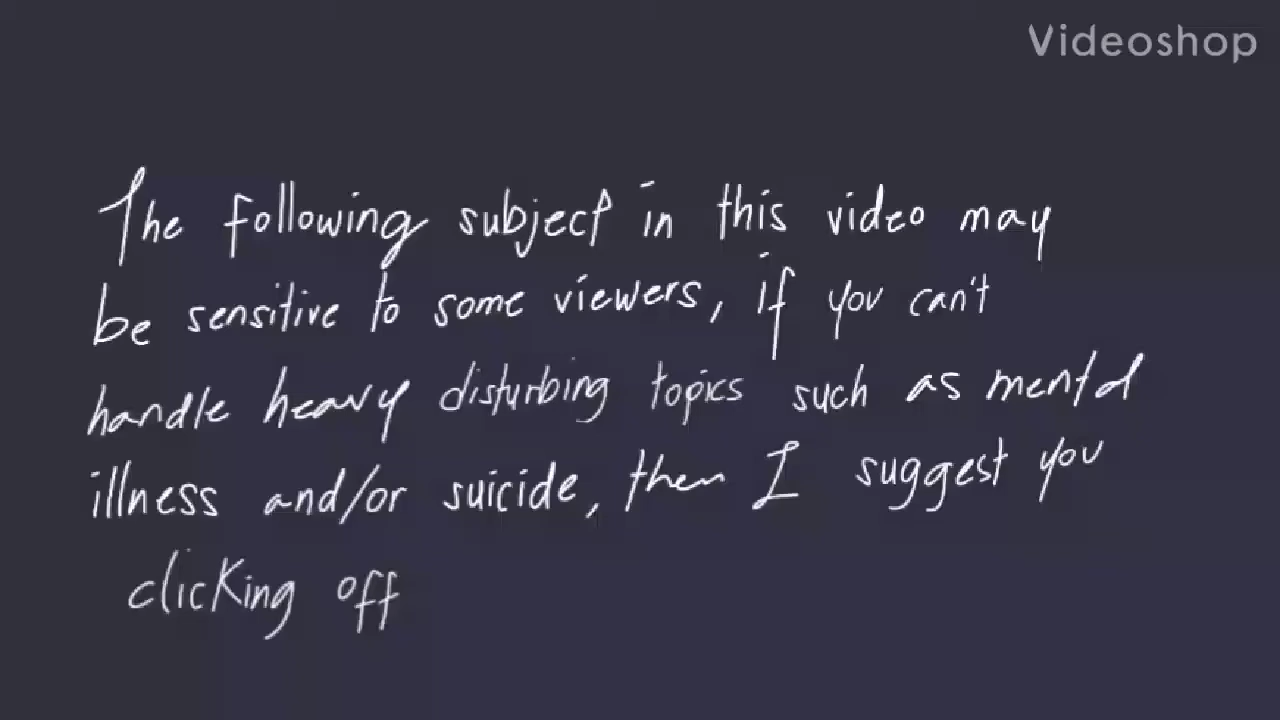 Videoshop
The following subject in this video may
be sensitive to some viewers, if you can't
handle heavy disturbing topics such as mental
illness and/or suicide, then I suggest you
clicking off